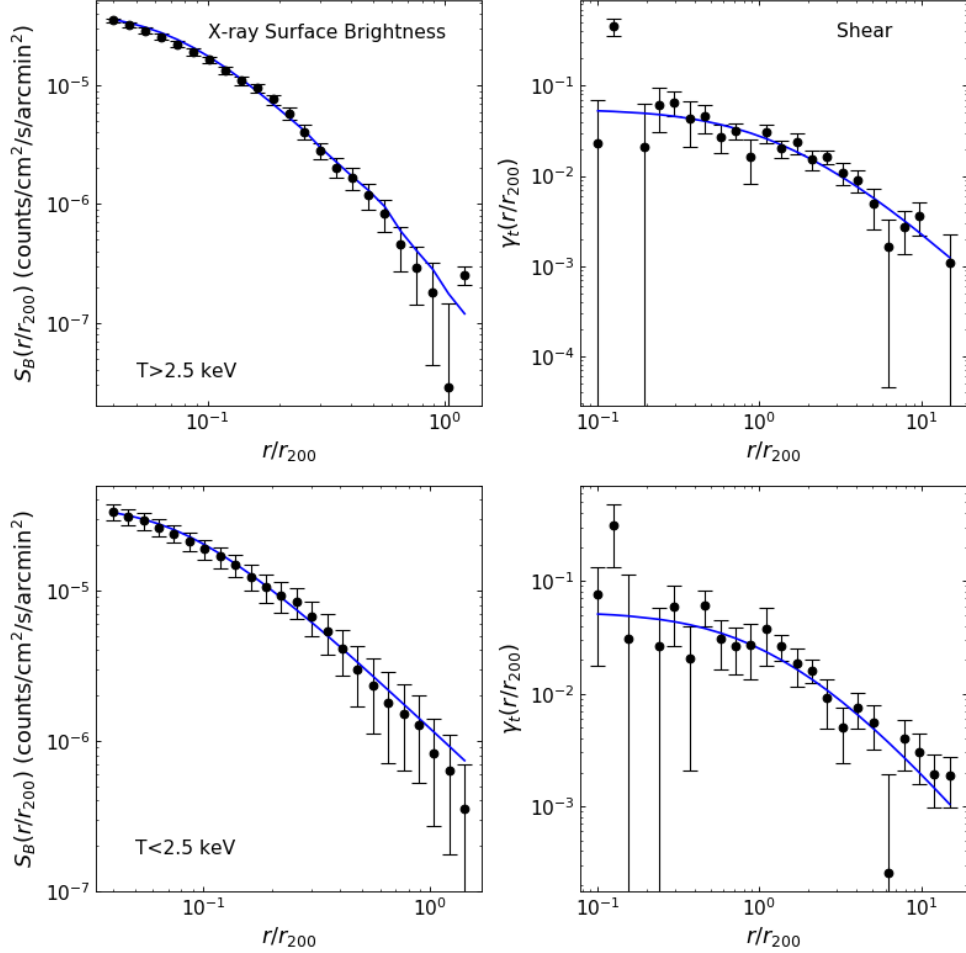 X-ray Surface Brightness
T>2.5 keV
S_B(r/r_200) (counts/cm^2/s/arcmin^2)
10^-5
10^-6
10^-7
10^-1
10^0
r/r_200
Shear
γ_t(r/r_200)
10^-1
10^-2
10^-3
10^-4
10^-1
10^0
10^1
r/r_200
T<2.5 keV
S_B(r/r_200) (counts/cm^2/s/arcmin^2)
10^-5
10^-6
10^-7
10^-1
10^0
r/r_200
γ_t(r/r_200)
10^-1
10^-2
10^-3
10^-1
10^0
10^1
r/r_200